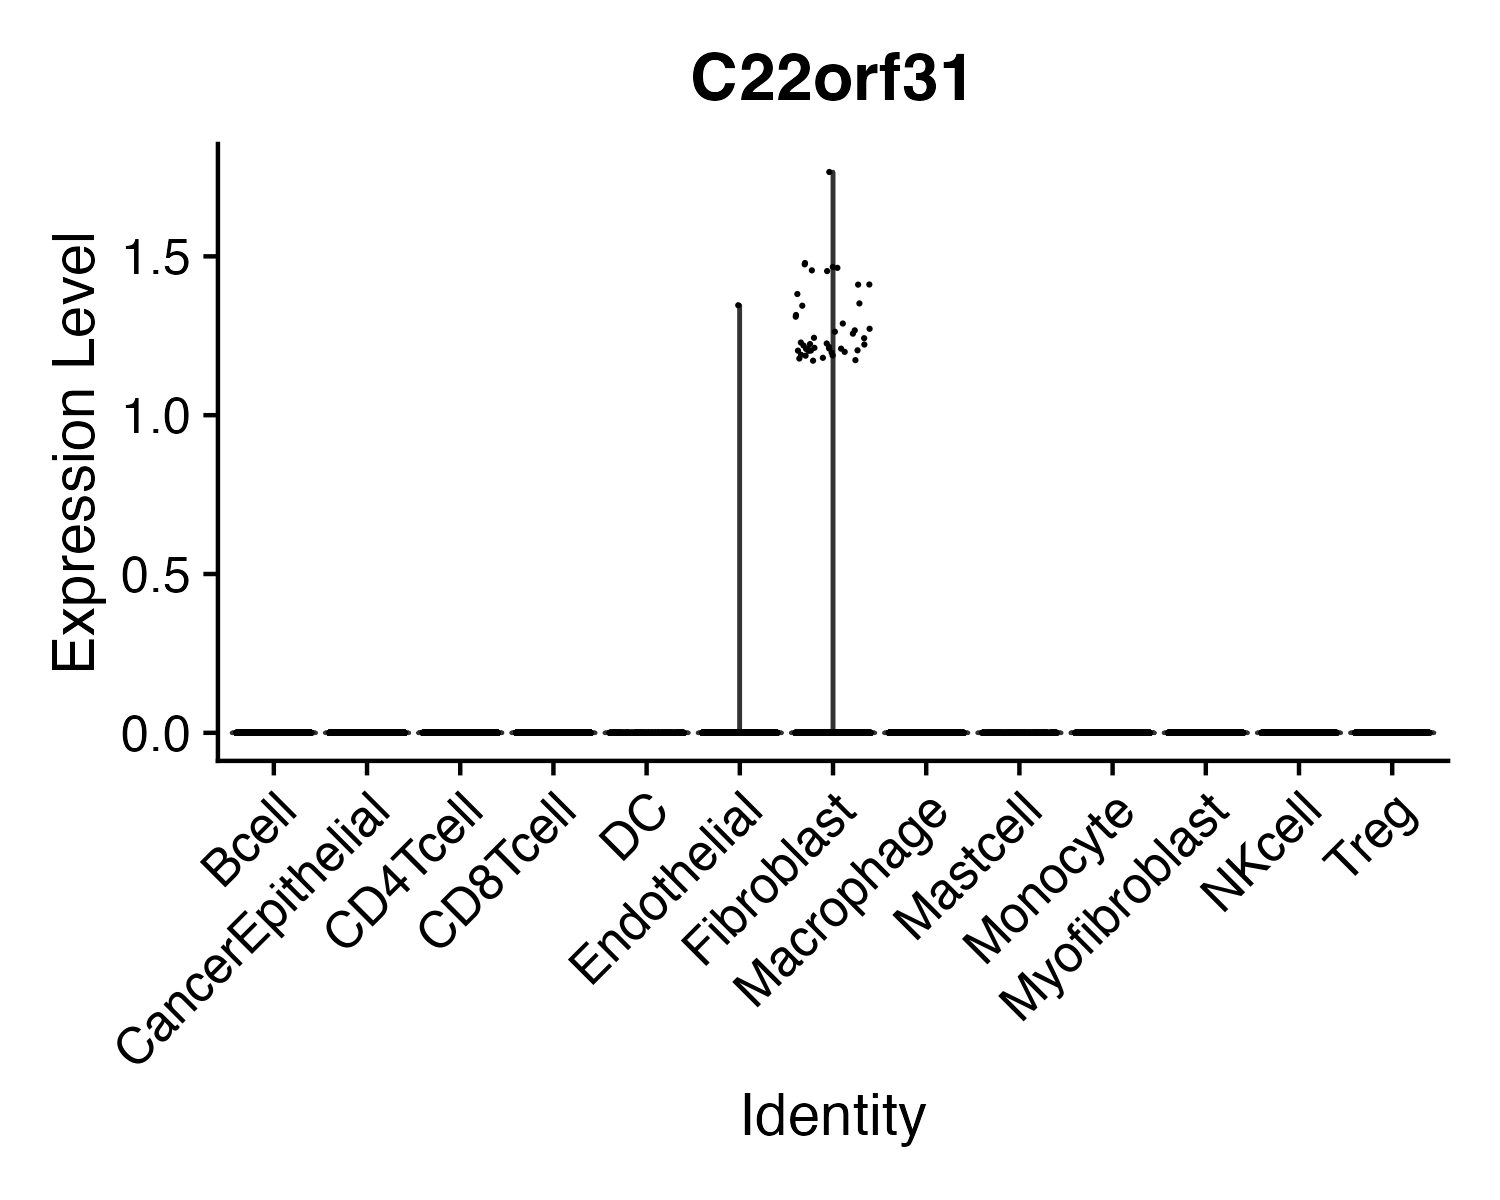 C22orf31
Expression Level
1.5
1.0
0.5
0.0
Bcell
CancerEpithelial
CD4Tcell
CD8Tcell
DC
Endothelial
Fibroblast
Macrophage
Mastcell
Monocyte
Myofibroblast
NKcell
Treg
Identity